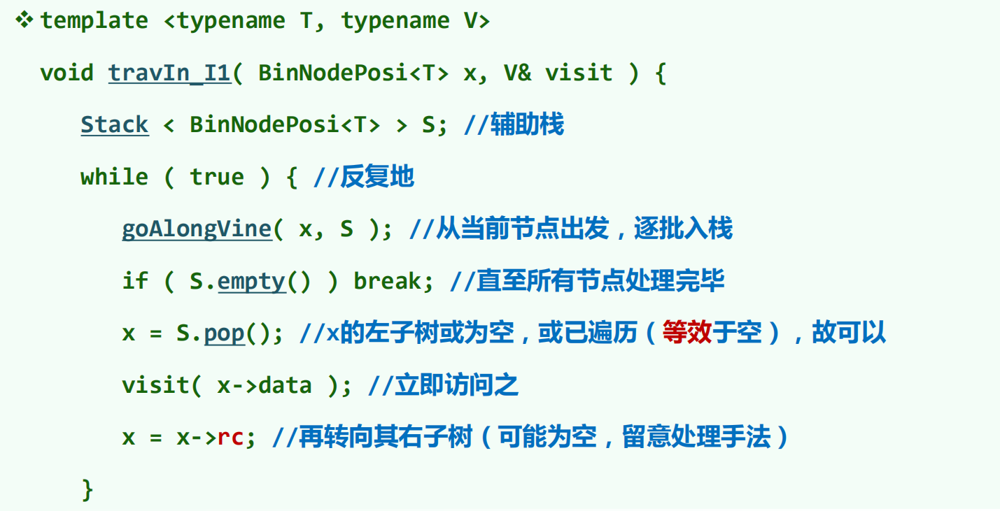 ❖ template <typename T, typename V>
void travIn_I1( BinNodePosi<T> x, V& visit ) {
Stack < BinNodePosi<T> > S; //辅助栈
while ( true ) { //反复地
goAlongVine( x, S ); //从当前节点出发，逐批入栈
if ( S.empty() ) break; //直至所有节点处理完毕
x = S.pop(); //x的左子树或为空，或已遍历（等效于空），故可以
visit( x->data ); //立即访问之
x = x->rc; //再转向其右子树（可能为空，留意处理手法）
}